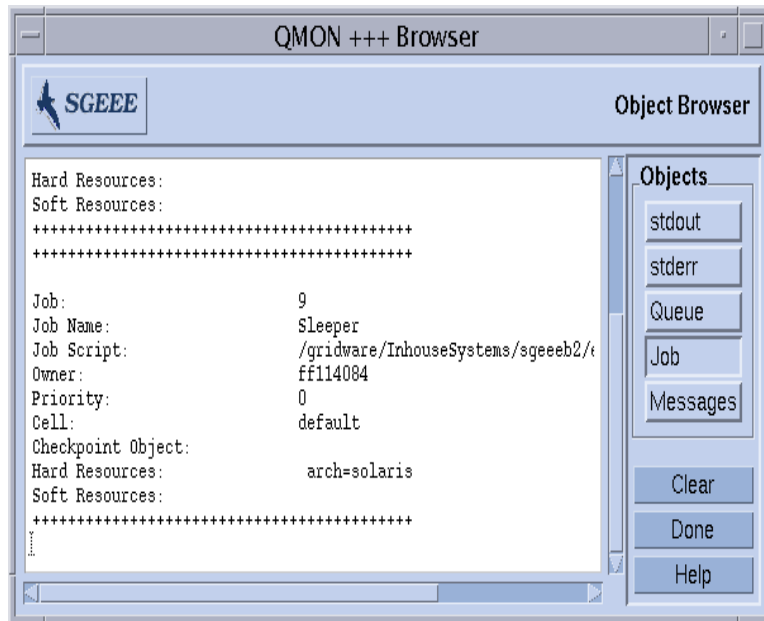 QMON +++ Browser
SGEEE
Object Browser
Hard Resources:
Soft Resources:
++++++++++++++++++++++++++++++++++++++++++
++++++++++++++++++++++++++++++++++++++++++
Job: 9
Job Name: Sleeper
Job Script: /gridware/InhouseSystems/sgeeeb2/
Owner: ff114084
Priority: 0
Cell: default
Checkpoint Object:
Hard Resources: arch=solaris
Soft Resources:
++++++++++++++++++++++++++++++++++++++++++
Objects
stdout
stderr
Queue
Job
Messages
Clear
Done
Help